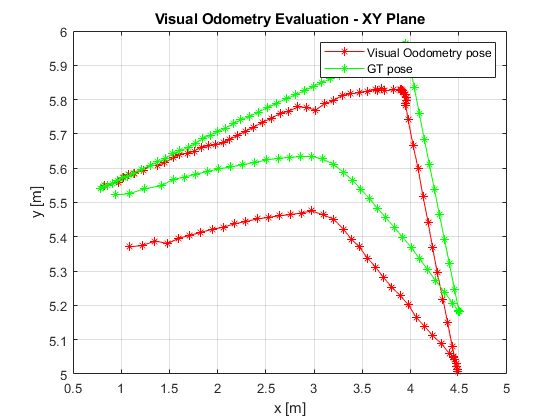 Visual Odometry Evaluation - XY Plane
6
5.9
5.8
5.7
5.6
5.5
5.4
5.3
5.2
5.1
5
y [m]
Visual Oodometry pose
GT pose
0.5 1 1.5 2 2.5 3 3.5 4 4.5 5
x [m]